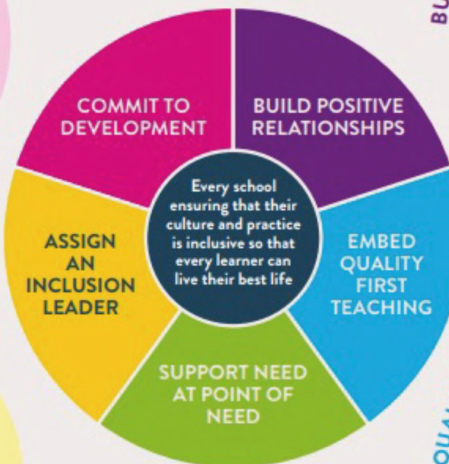 COMMIT TO
DEVELOPMENT
BUILD POSITIVE
RELATIONSHIPS
Every school
ensuring that their
culture and practice
is inclusive so that
every learner can
live their best life
ASSIGN
AN
INCLUSION
LEADER
EMBED
QUALITY
FIRST
TEACHING
SUPPORT NEED
AT POINT OF
NEED
BU
QUAL